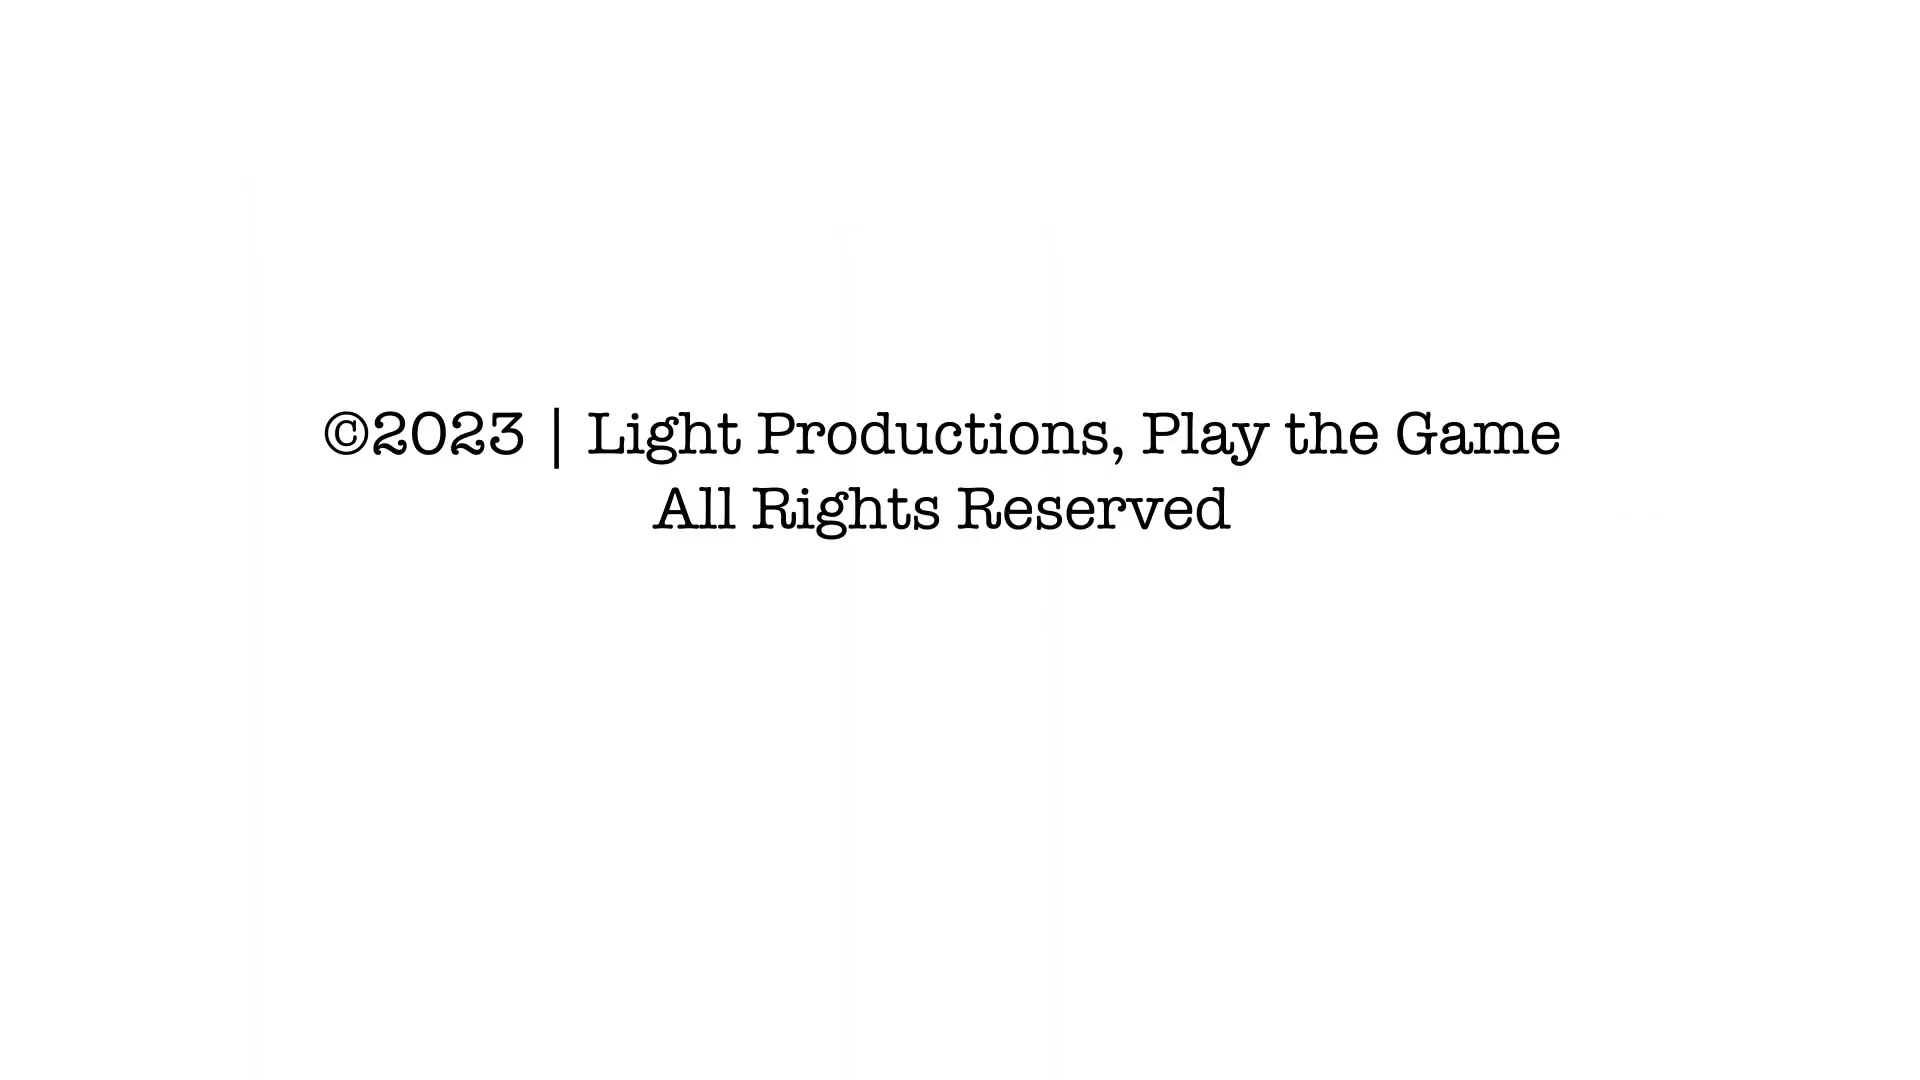 ©2023 | Light Productions, Play the Game
All Rights Reserved